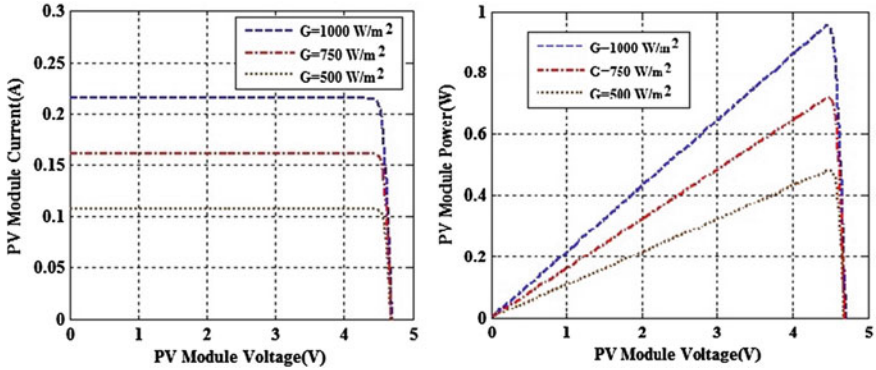 PV Module Current(A)
0.3
0.25
0.2
0.15
0.1
0.05
0
G=1000 W/m²
G=750 W/m²
G=500 W/m²
0 1 2 3 4 5
PV Module Voltage(V)
PV Module Power(W)
1
0.8
0.6
0.4
0.2
0
G=1000 W/m²
G=750 W/m²
G=500 W/m²
0 1 2 3 4 5
PV Module Voltage(V)